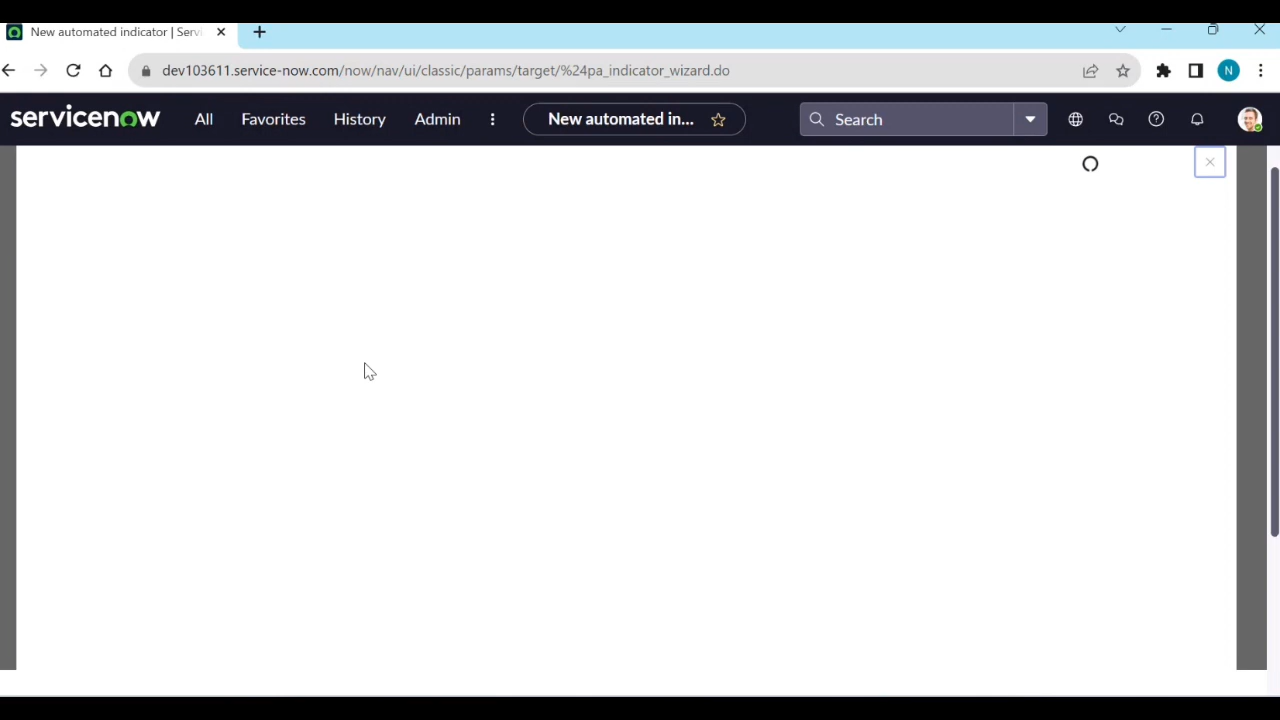 New automated indicator | Servi
dev103611.service-now.com/now/nav/ui/classic/params/target/%24pa_indicator_wizard.do
N
servicenow
All
Favorites
History
Admin
New automated in...
Search